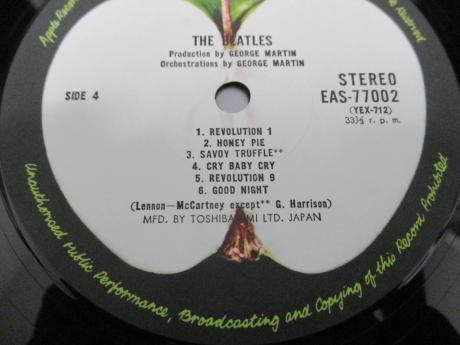 THE BEATLES
Production by GEORGE MARTIN
Orchestrations by GEORGE MARTIN
SIDE 4
STEREO
EAS-77002
(YEX-712)
33⅓ r. p. m.
1. REVOLUTION 1
2. HONEY PIE
3. SAVOY TRUFFLE**
4. CRY BABY CRY
5. REVOLUTION 9
6. GOOD NIGHT
(Lennon—McCartney except** G. Harrison)
MFD. BY TOSHIBA EMI LTD. JAPAN
Apple Records
Reserved
Unauthorised Public Performance, Broadcasting and Copying of this Record Prohibited